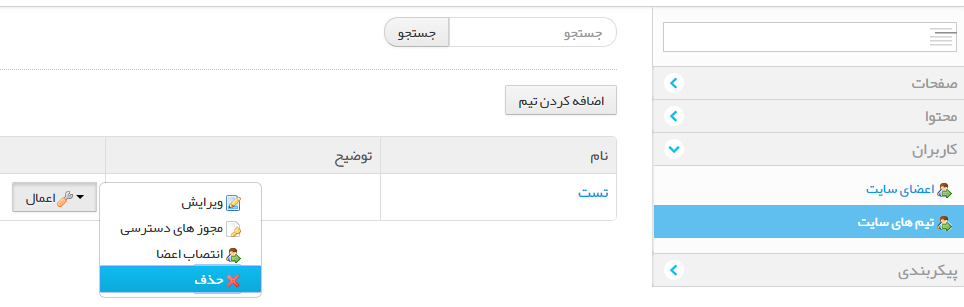 صفحات
محتوا
کاربران
اعضای سایت
تیم های سایت
پیکربندی
جستجو جستجو
اضافه کردن تیم
نام توضیح
تست اعمال
ویرایش
مجوز های دسترسی
انتصاب اعضا
حذف